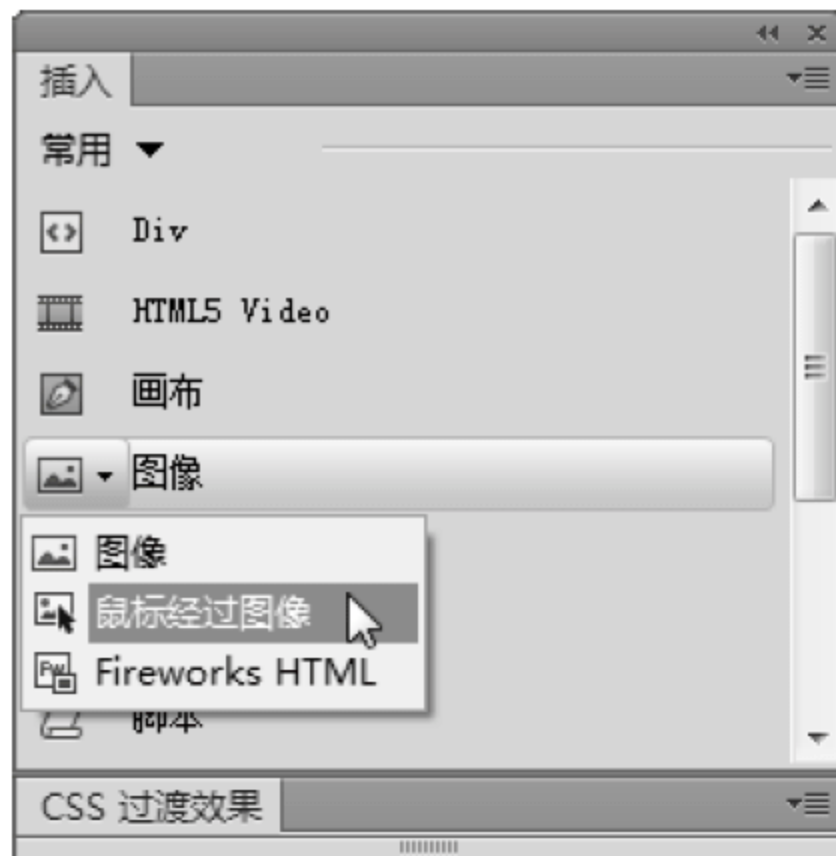 插入
常用
Div
HTML5 Video
画布
图像
图像
鼠标经过图像
Fireworks HTML
脚本
CSS 过渡效果